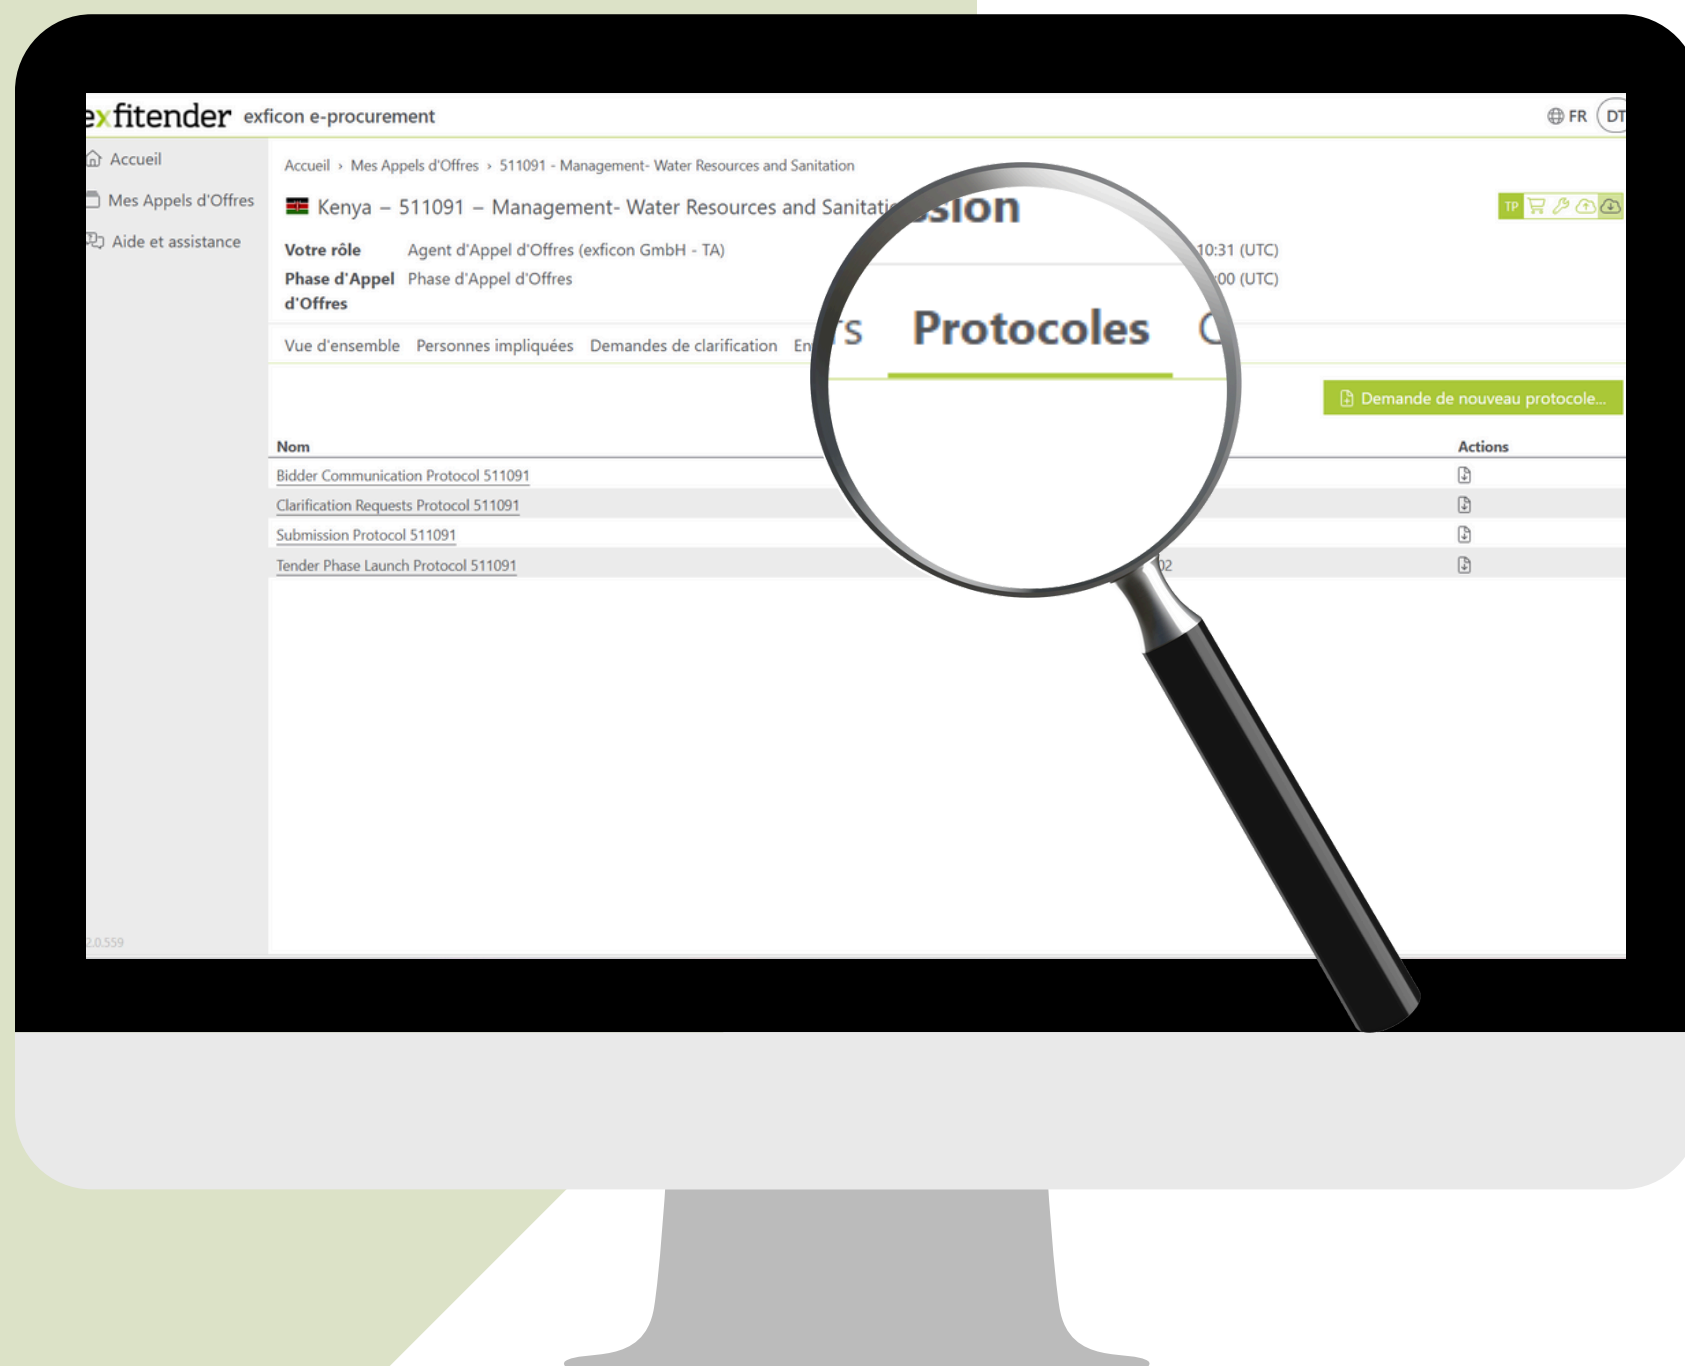 exfitender exficon e-procurement
FR DT
Accueil
Mes Appels d'Offres
Aide et assistance
Accueil › Mes Appels d'Offres › 511091 - Management- Water Resources and Sanitation
Kenya – 511091 – Management- Water Resources and
TP
Votre rôle Agent d'Appel d'Offres (exficon GmbH - TA) 10:31 (UTC)
Phase d'Appel Phase d'Appel d'Offres :00 (UTC)
d'Offres
Vue d'ensemble Personnes impliquées Demandes de clarification
Protocoles
Demande de nouveau protocole...
Nom Actions
Bidder Communication Protocol 511091
Clarification Requests Protocol 511091
Submission Protocol 511091
Tender Phase Launch Protocol 511091 02
2.0.559